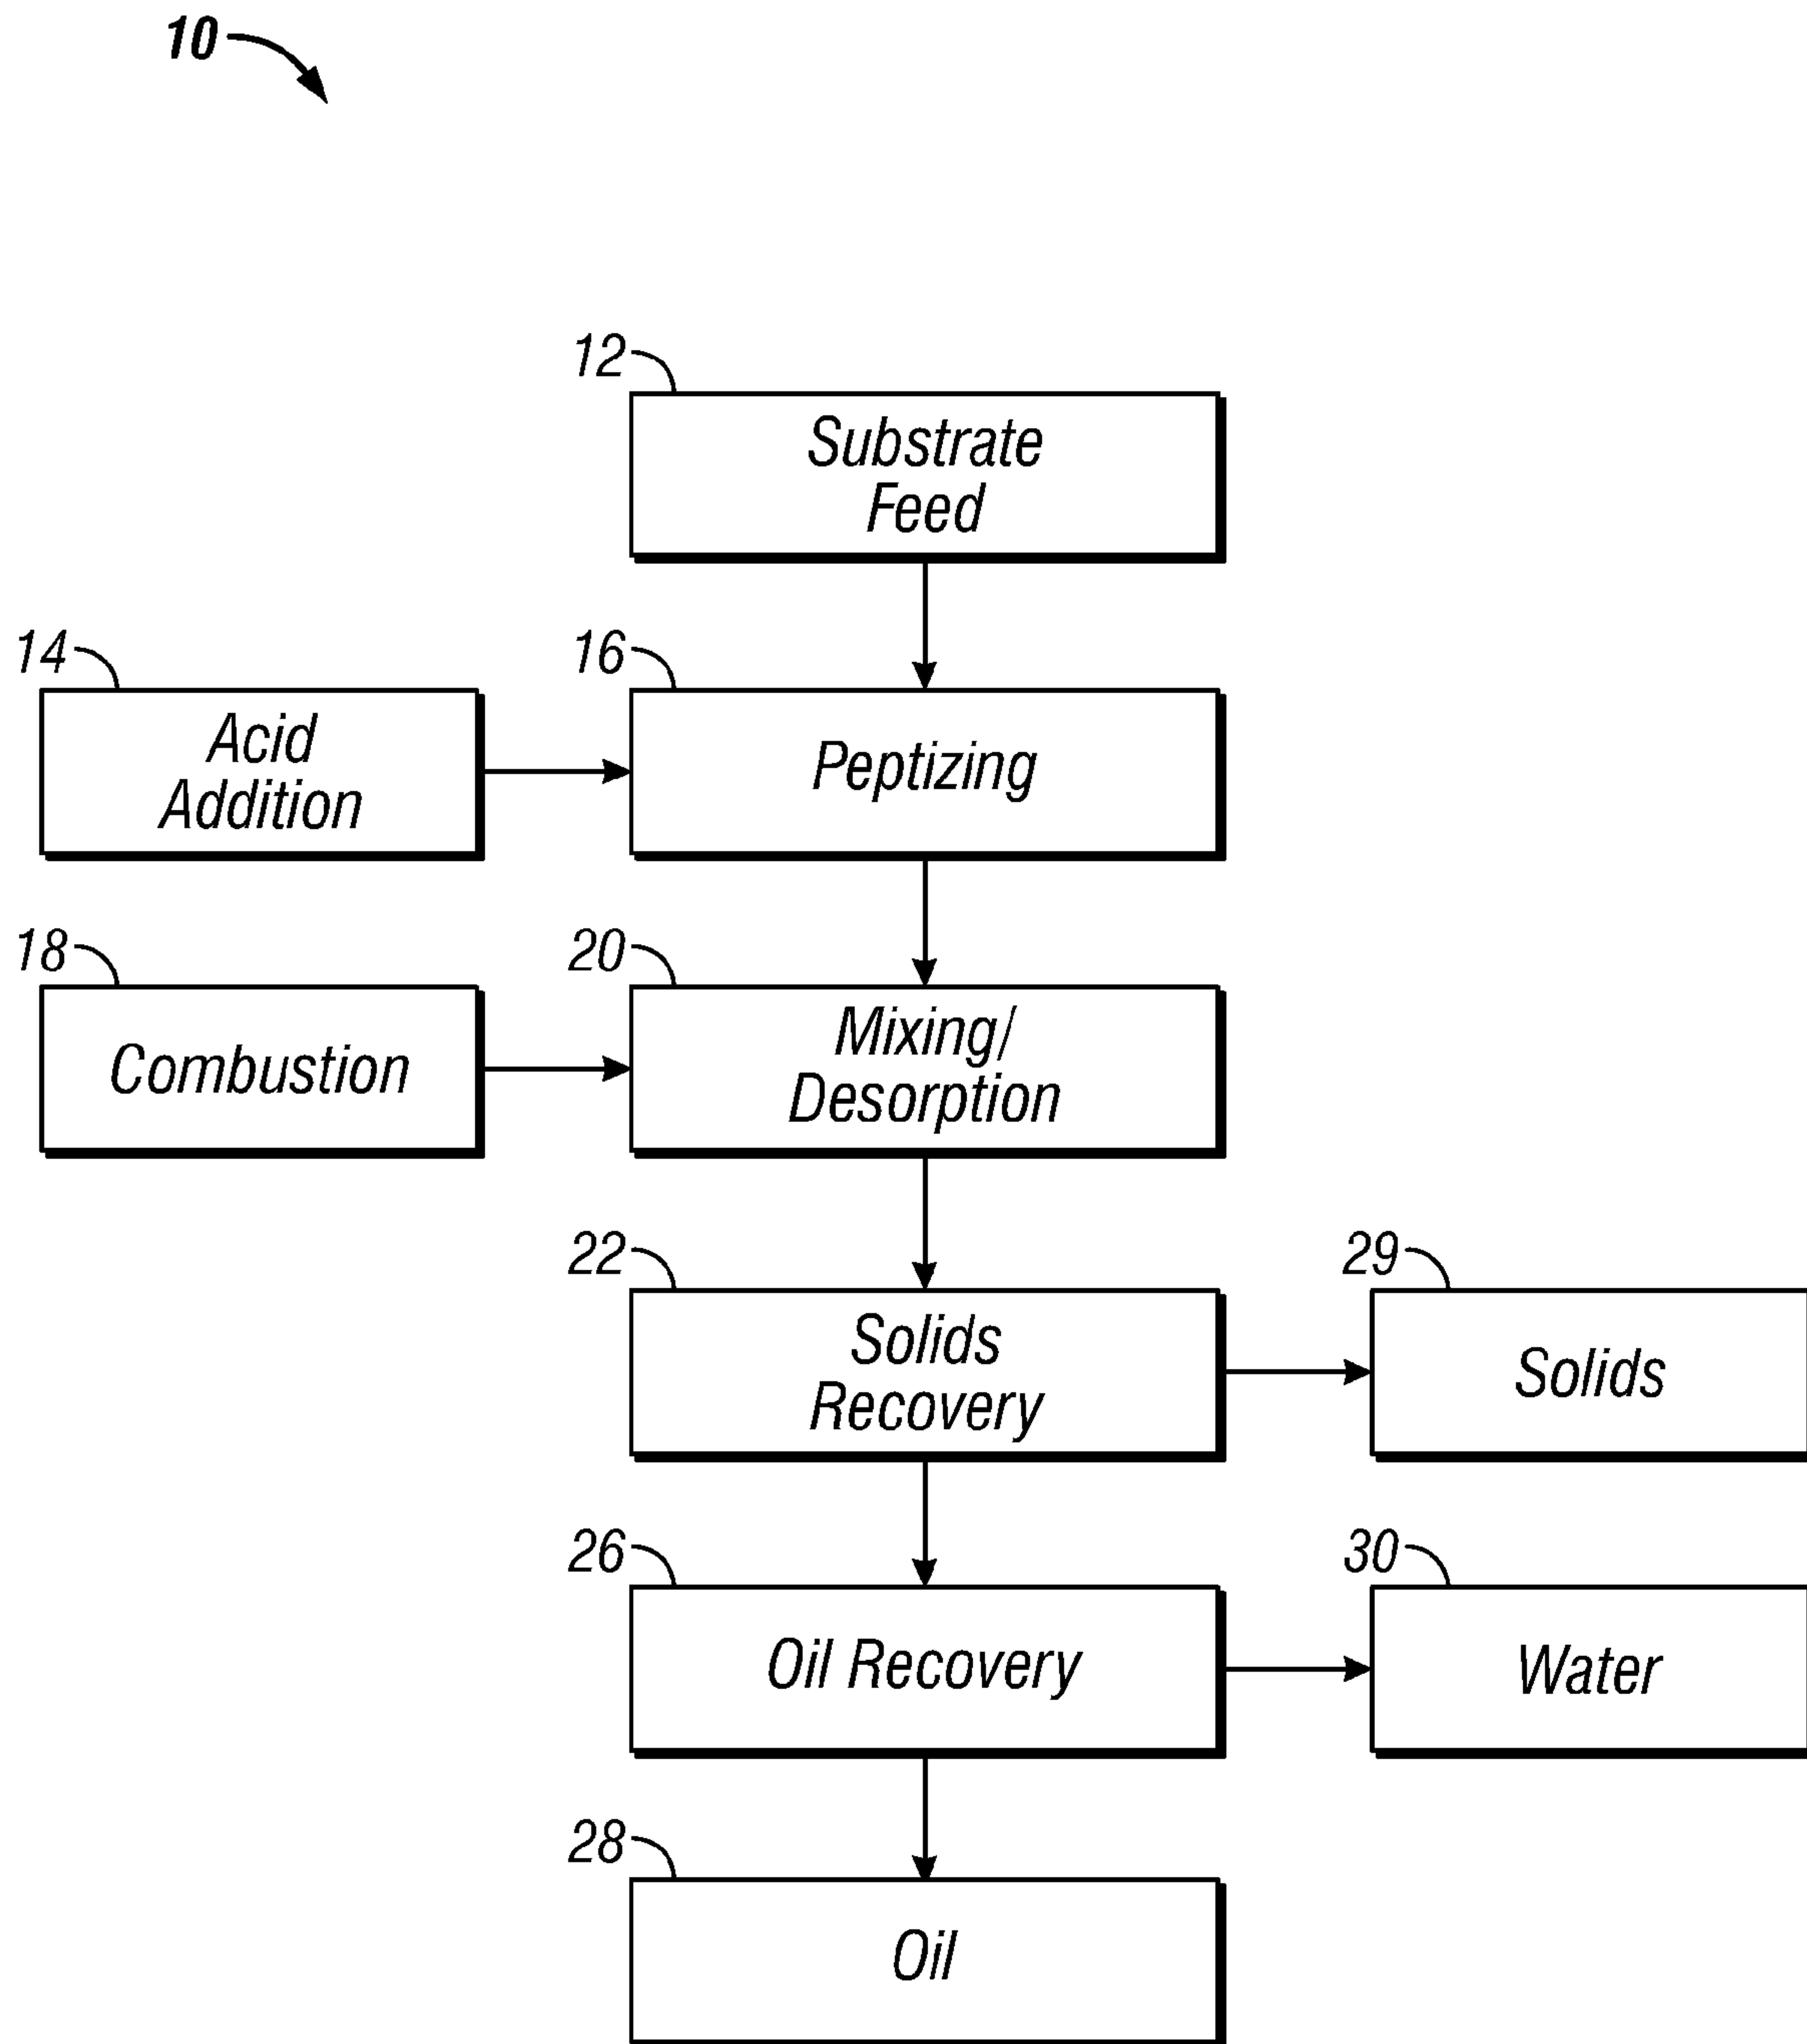 10
12
Substrate
Feed
14
Acid
Addition
16
Peptizing
18
Combustion
20
Mixing/
Desorption
22
Solids
Recovery
29
Solids
26
Oil Recovery
30
Water
28
Oil